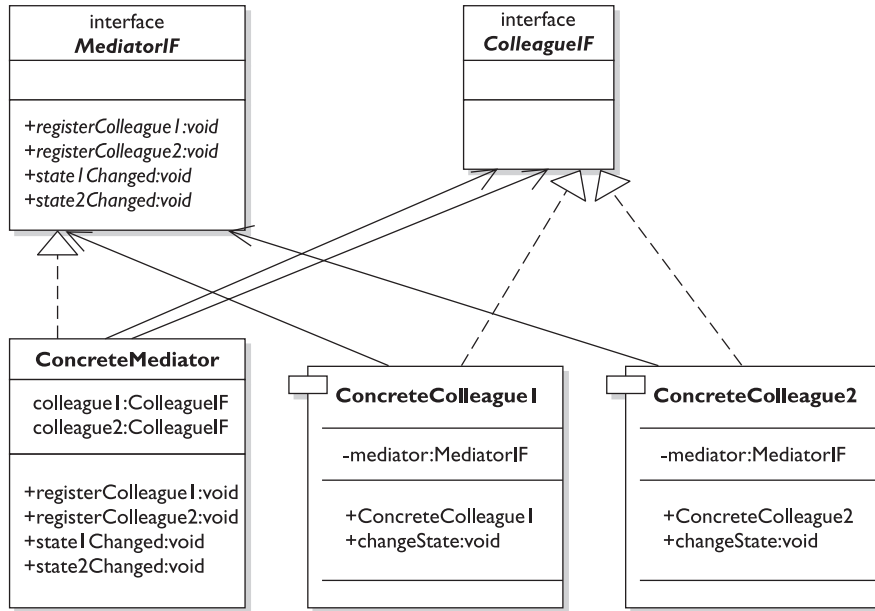 interface
MediatorIF
+registerColleague1:void
+registerColleague2:void
+state1Changed:void
+state2Changed:void
interface
ColleagueIF
ConcreteMediator
colleague1:ColleagueIF
colleague2:ColleagueIF
+registerColleague1:void
+registerColleague2:void
+state1Changed:void
+state2Changed:void
ConcreteColleague1
-mediator:MediatorIF
+ConcreteColleague1
+changeState:void
ConcreteColleague2
-mediator:MediatorIF
+ConcreteColleague2
+changeState:void